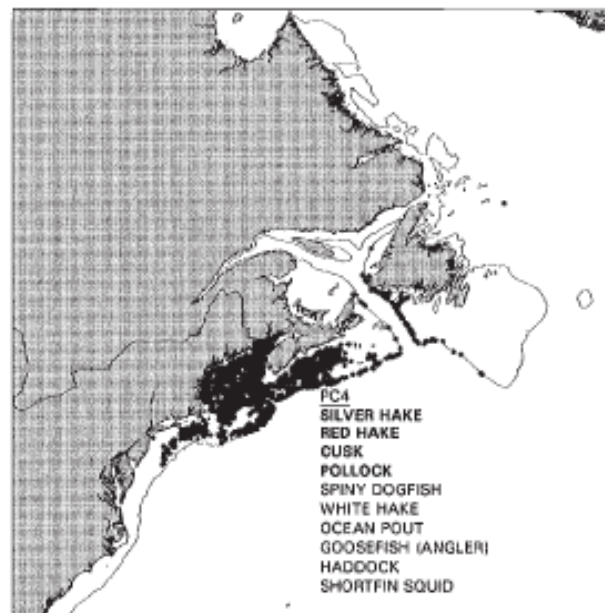 PC4
SILVER HAKE
RED HAKE
CUSK
POLLOCK
SPINY DOGFISH
WHITE HAKE
OCEAN POUT
GOOSEFISH (ANGLER)
HADDOCK
SHORTFIN SQUID